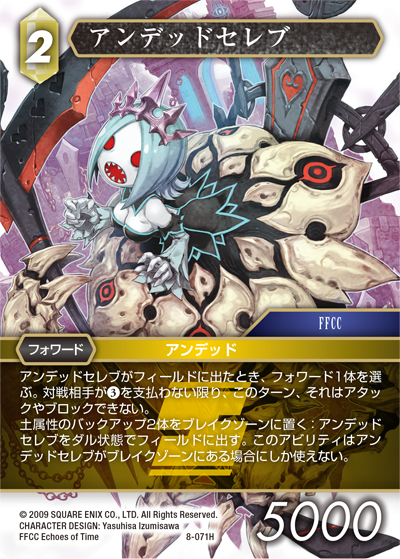 2
アンデッドセレブ
FFCC
フォワード
アンデッド
アンデッドセレブがフィールドに出たとき、フォワード1体を選
ぶ。対戦相手が❸を支払わない限り、このターン、それはアタッ
クやブロックできない。
土属性のバックアップ2体をブレイクゾーンに置く：アンデッ
ドセレブをダル状態でフィールドに出す。このアビリティはアン
デッドセレブがブレイクゾーンにある場合にしか使えない。
© 2009 SQUARE ENIX CO., LTD. All Rights Reserved.
CHARACTER DESIGN: Yasuhisa Izumisawa
FFCC Echoes of Time
8-071H
5000